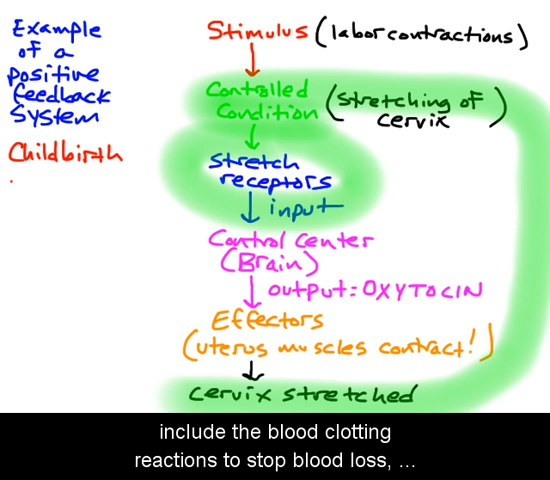 Example
of a
positive
feedback
system
Childbirth
Stimulus (labor contractions)
Controlled
Condition
(stretching of
cervix)
stretch
receptors
input
Control center
(Brain)
output: OXYTOCIN
Effectors
(uterus muscles contract!)
cervix stretched
include the blood clotting
reactions to stop blood loss, ...